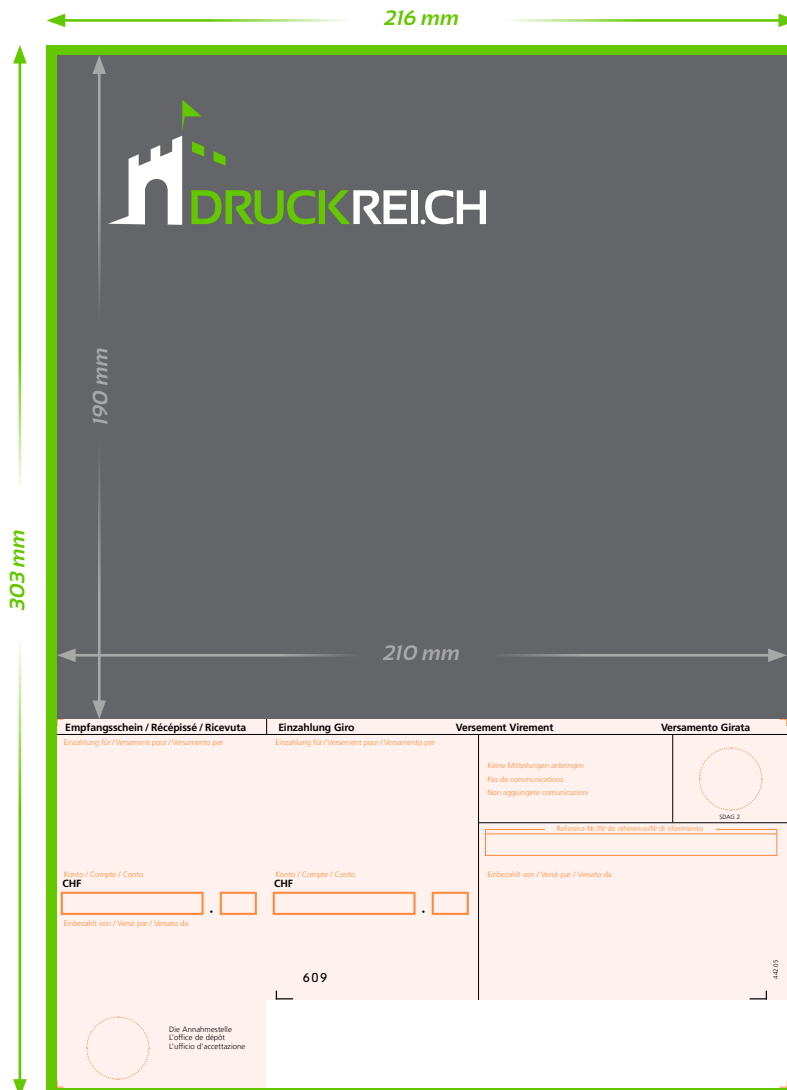 216 mm
DRUCKREI.CH
190 mm
303 mm
210 mm
Empfangsschein / Récépissé / Ricevuta
Einzahlung Giro
Versement Virement
Versamento Girata
Einzahlung für / Versement pour / Versamento per
Einzahlung für / Versement pour / Versamento per
Keine Mitteilungen anbringen
Pas de communications
Non aggiungete comunicazioni
SDAG 2
Referenz-Nr./N° de référence/N° di riferimento
Konto / Compte / Conto
CHF
Konto / Compte / Conto
CHF
Einbezahlt von / Versé par / Versato da
.
.
Einbezahlt von / Versé par / Versato da
609
442.05
Die Annahmestelle
L'office de dépôt
L'ufficio d'accettazione